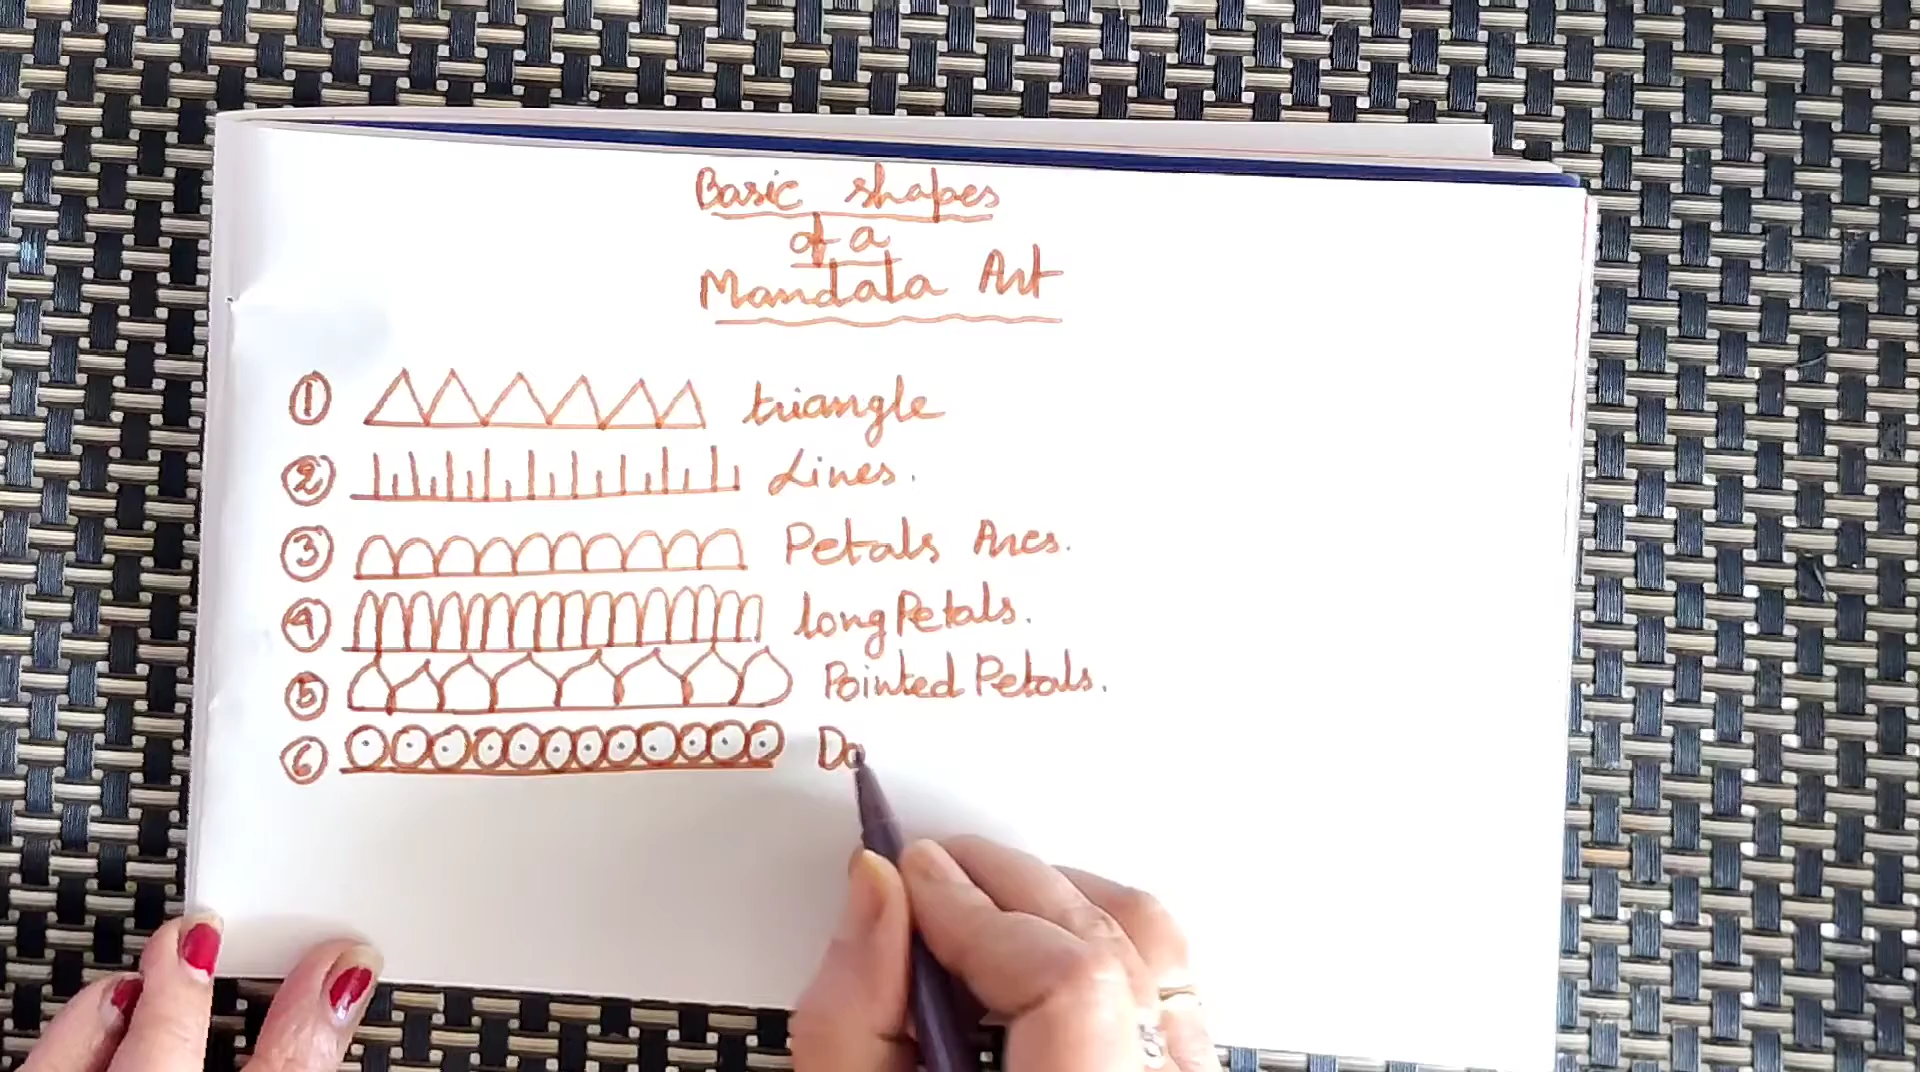 Basic shapes
of a
Mandala Art
1 triangle
2 Lines.
3 Petals Arcs.
4 long Petals.
5 Pointed Petals.
6 Do